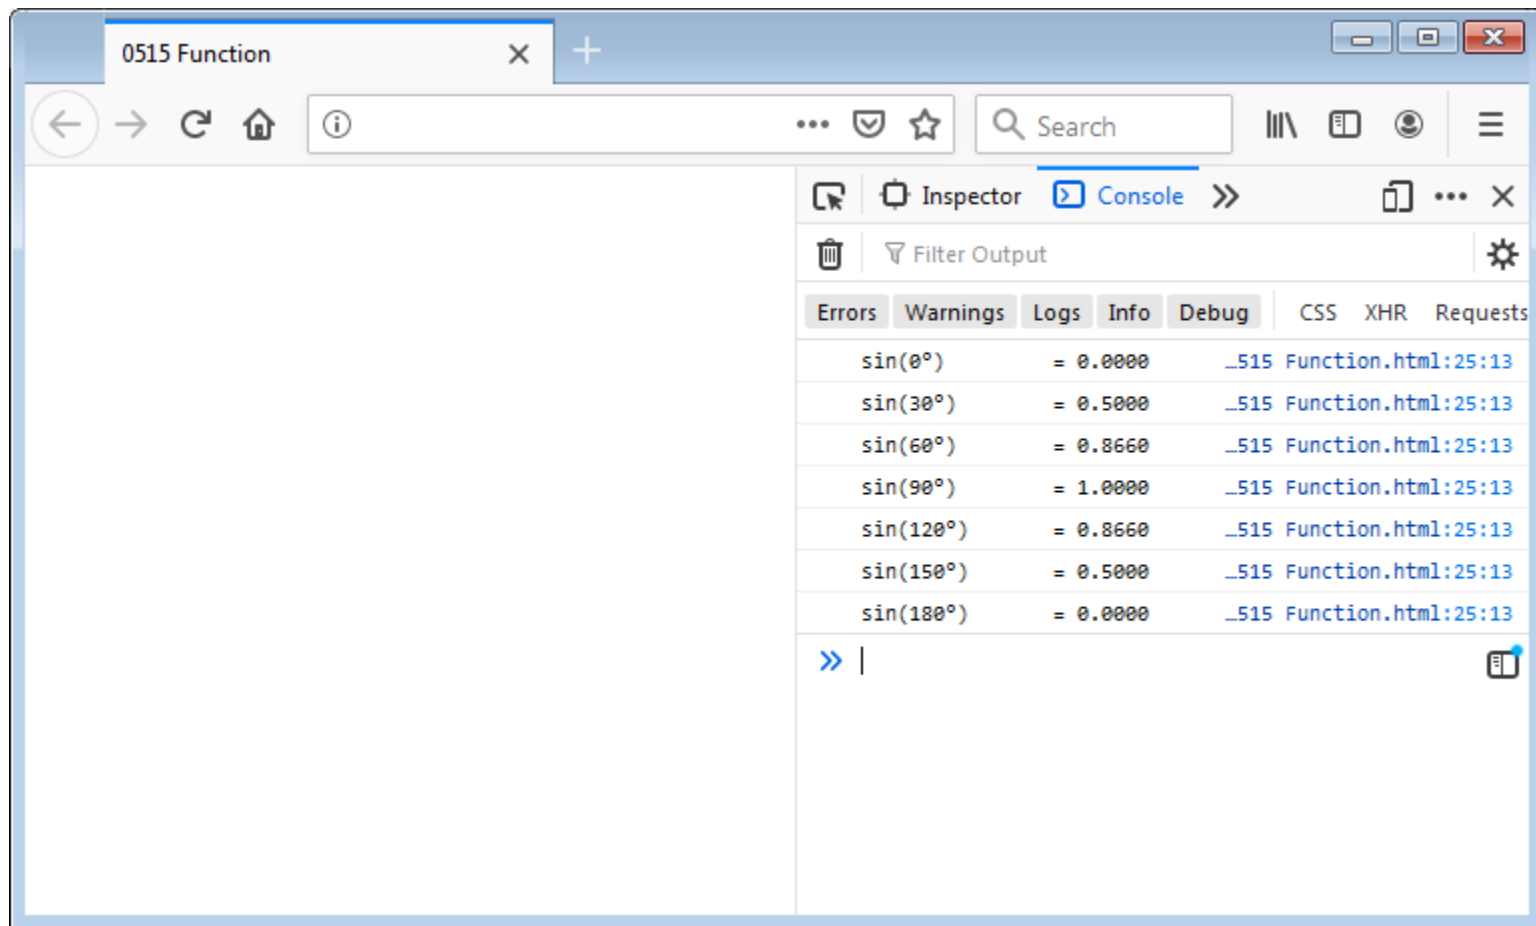 0515 Function
Search
Inspector Console
Filter Output
Errors Warnings Logs Info Debug CSS XHR Requests
sin(0°) = 0.0000 …515 Function.html:25:13
sin(30°) = 0.5000 …515 Function.html:25:13
sin(60°) = 0.8660 …515 Function.html:25:13
sin(90°) = 1.0000 …515 Function.html:25:13
sin(120°) = 0.8660 …515 Function.html:25:13
sin(150°) = 0.5000 …515 Function.html:25:13
sin(180°) = 0.0000 …515 Function.html:25:13